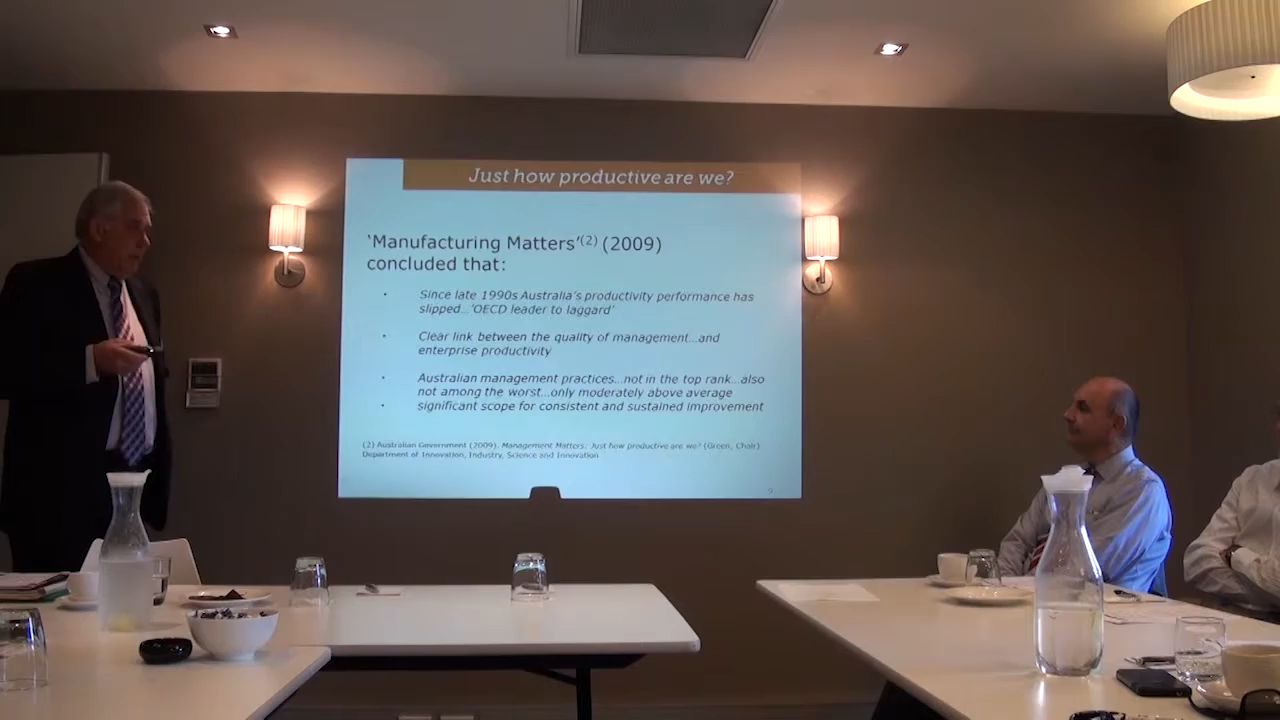 Just how productive are we?
‘Manufacturing Matters’(2) (2009)
concluded that:
• Since late 1990s Australia’s productivity performance has
slipped...‘OECD leader to laggard’
• Clear link between the quality of management...and
enterprise productivity
• Australian management practices...not in the top rank...also
not among the worst...only moderately above average
• significant scope for consistent and sustained improvement
(2) Australian Government (2009). Management Matters: Just how productive are we? (Green, Chair)
Department of Innovation, Industry, Science and Innovation
9